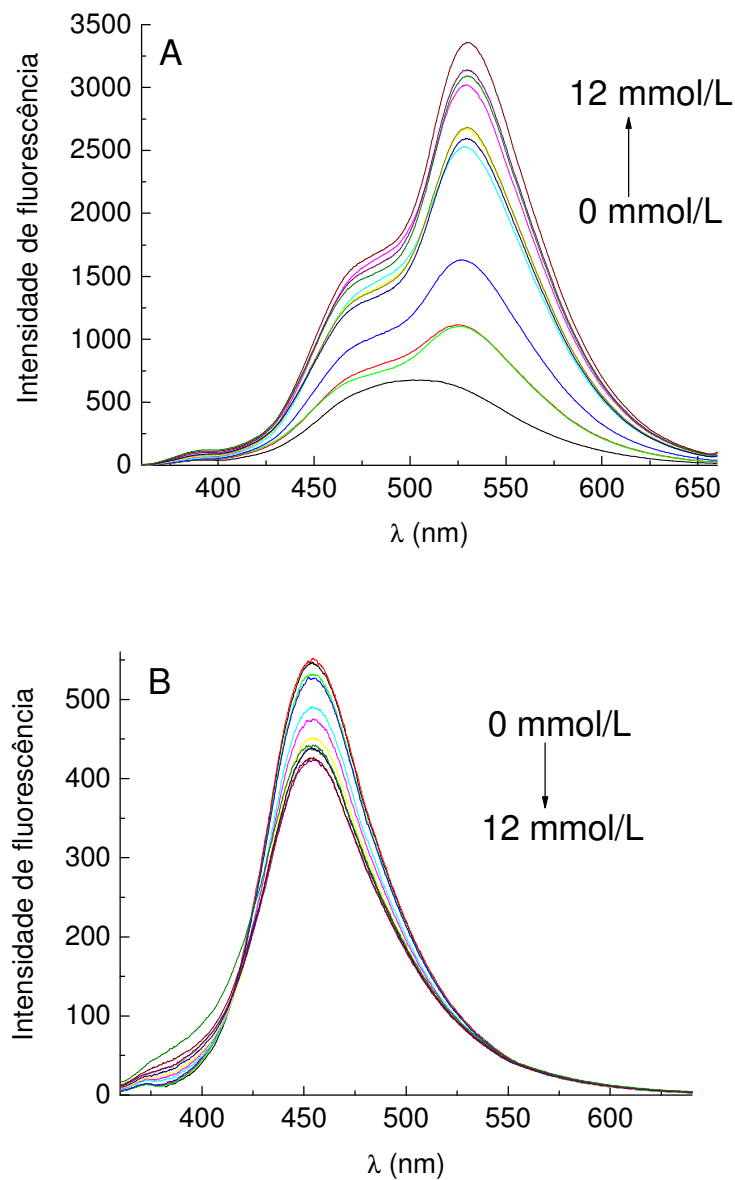 A
3500
3000
2500
2000
1500
1000
500
0
Intensidade de fluorescência
12 mmol/L
0 mmol/L
400 450 500 550 600 650
λ (nm)
B
500
400
300
200
100
0
Intensidade de fluorescência
0 mmol/L
12 mmol/L
400 450 500 550 600
λ (nm)